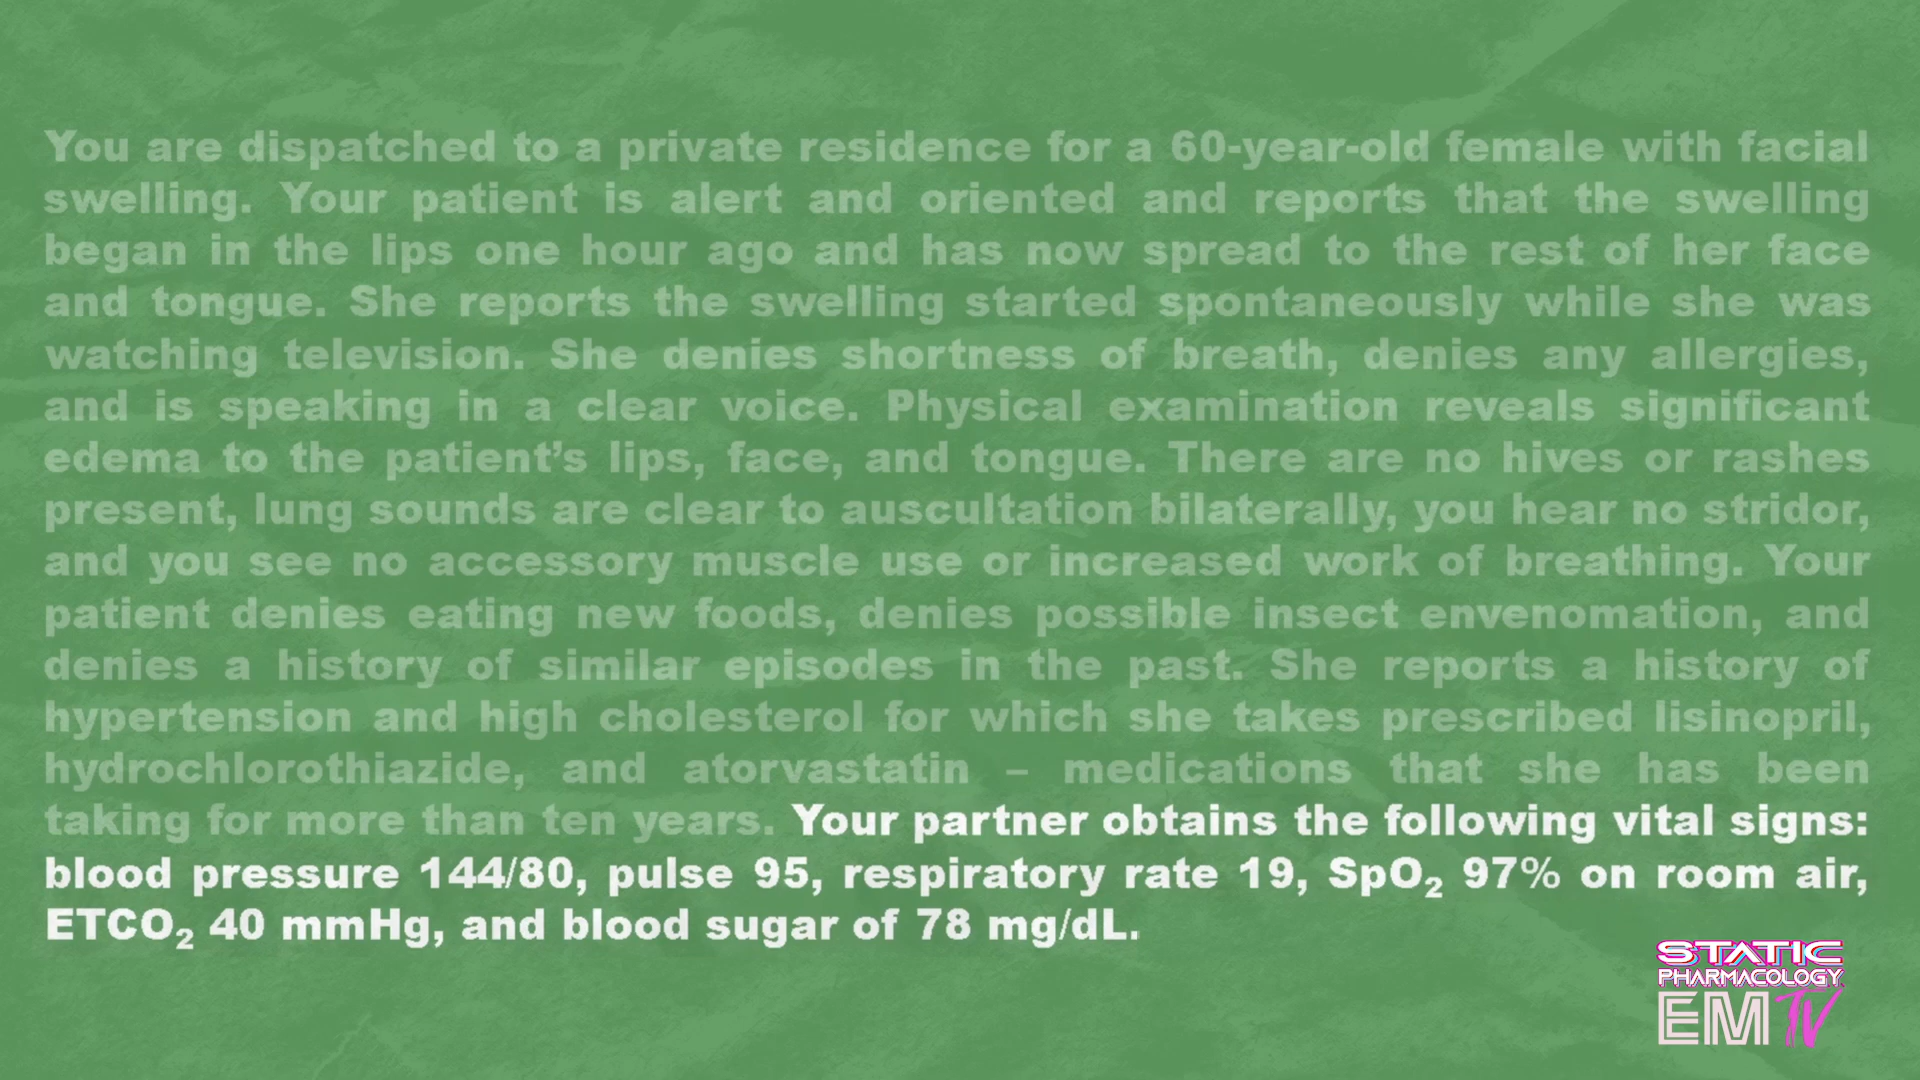 You are dispatched to a private residence for a 60-year-old female with facial
swelling. Your patient is alert and oriented and reports that the swelling
began in the lips one hour ago and has now spread to the rest of her face
and tongue. She reports the swelling started spontaneously while she was
watching television. She denies shortness of breath, denies any allergies,
and is speaking in a clear voice. Physical examination reveals significant
edema to the patient’s lips, face, and tongue. There are no hives or rashes
present, lung sounds are clear to auscultation bilaterally, you hear no stridor,
and you see no accessory muscle use or increased work of breathing. Your
patient denies eating new foods, denies possible insect envenomation, and
denies a history of similar episodes in the past. She reports a history of
hypertension and high cholesterol for which she takes prescribed lisinopril,
hydrochlorothiazide, and atorvastatin – medications that she has been
taking for more than ten years. Your partner obtains the following vital signs:
blood pressure 144/80, pulse 95, respiratory rate 19, SpO₂ 97% on room air,
ETCO₂ 40 mmHg, and blood sugar of 78 mg/dL.
STATIC
PHARMACOLOGY
EMTV